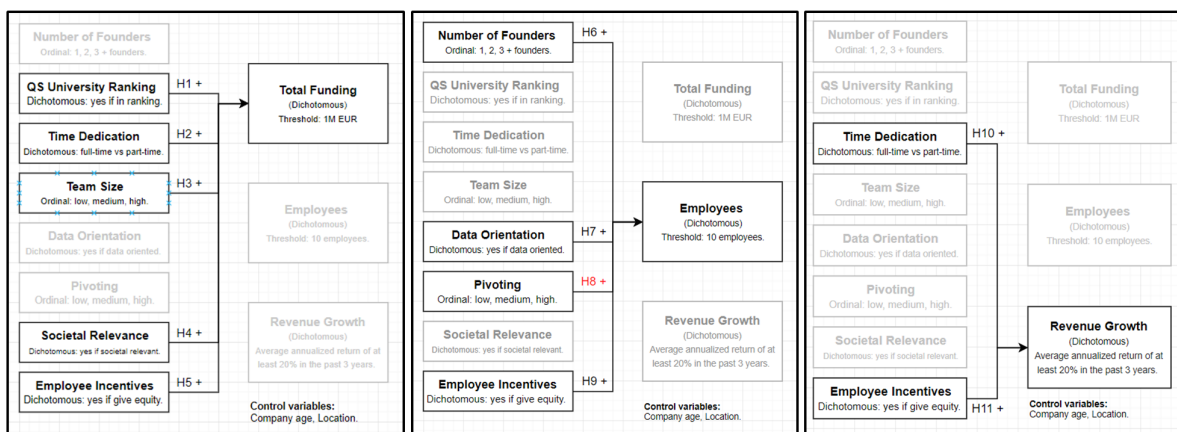 Number of Founders
Ordinal: 1, 2, 3 + founders.
QS University Ranking
Dichotomous: yes if in ranking.
H1 +
Time Dedication
Dichotomous: full-time vs part-time.
H2 +
Team Size
Ordinal: low, medium, high.
H3 +
Data Orientation
Dichotomous: yes if data oriented.
Pivoting
Ordinal: low, medium, high.
Societal Relevance
Dichotomous: yes if societal relevant.
H4 +
Employee Incentives
Dichotomous: yes if give equity.
H5 +
Total Funding
(Dichotomous)
Threshold: 1M EUR
Employees
(Dichotomous)
Threshold: 10 employees.
Revenue Growth
(Dichotomous)
Average annualized return of at
least 20% in the past 3 years.
Control variables:
Company age, Location.
Number of Founders
Ordinal: 1, 2, 3 + founders.
H6 +
QS University Ranking
Dichotomous: yes if in ranking.
Time Dedication
Dichotomous: full-time vs part-time.
Team Size
Ordinal: low, medium, high.
Data Orientation
Dichotomous: yes if data oriented.
H7 +
Pivoting
Ordinal: low, medium, high.
H8 +
Societal Relevance
Dichotomous: yes if societal relevant.
Employee Incentives
Dichotomous: yes if give equity.
H9 +
Total Funding
(Dichotomous)
Threshold: 1M EUR
Employees
(Dichotomous)
Threshold: 10 employees.
Revenue Growth
(Dichotomous)
Average annualized return of at
least 20% in the past 3 years.
Control variables:
Company age, Location.
Number of Founders
Ordinal: 1, 2, 3 + founders.
QS University Ranking
Dichotomous: yes if in ranking.
Time Dedication
Dichotomous: full-time vs part-time.
H10 +
Team Size
Ordinal: low, medium, high.
Data Orientation
Dichotomous: yes if data oriented.
Pivoting
Ordinal: low, medium, high.
Societal Relevance
Dichotomous: yes if societal relevant.
Employee Incentives
Dichotomous: yes if give equity.
H11 +
Total Funding
(Dichotomous)
Threshold: 1M EUR
Employees
(Dichotomous)
Threshold: 10 employees.
Revenue Growth
(Dichotomous)
Average annualized return of at
least 20% in the past 3 years.
Control variables:
Company age, Location.